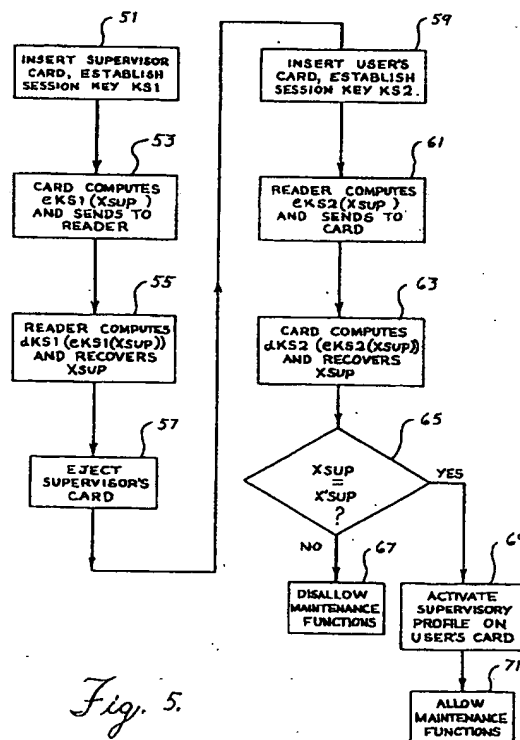 51
INSERT SUPERVISOR
CARD, ESTABLISH
SESSION KEY KS1
53
CARD COMPUTES
eKS1(XSUP)
AND SENDS TO
READER
55
READER COMPUTES
dKS1(eKS1(XSUP))
AND RECOVERS
XSUP
57
EJECT
SUPERVISOR'S
CARD
59
INSERT USER'S
CARD, ESTABLISH
SESSION KEY KS2.
61
READER COMPUTES
eKS2(XSUP)
AND SENDS TO
CARD
63
CARD COMPUTES
dKS2(eKS2(XSUP))
AND RECOVERS
XSUP
65
XSUP
=
X'SUP
?
YES
NO
67
DISALLOW
MAINTENANCE
FUNCTIONS
ACTIVATE
SUPERVISORY
PROFILE ON
USER'S CARD
71
ALLOW
MAINTENANCE
FUNCTIONS
Fig. 5.